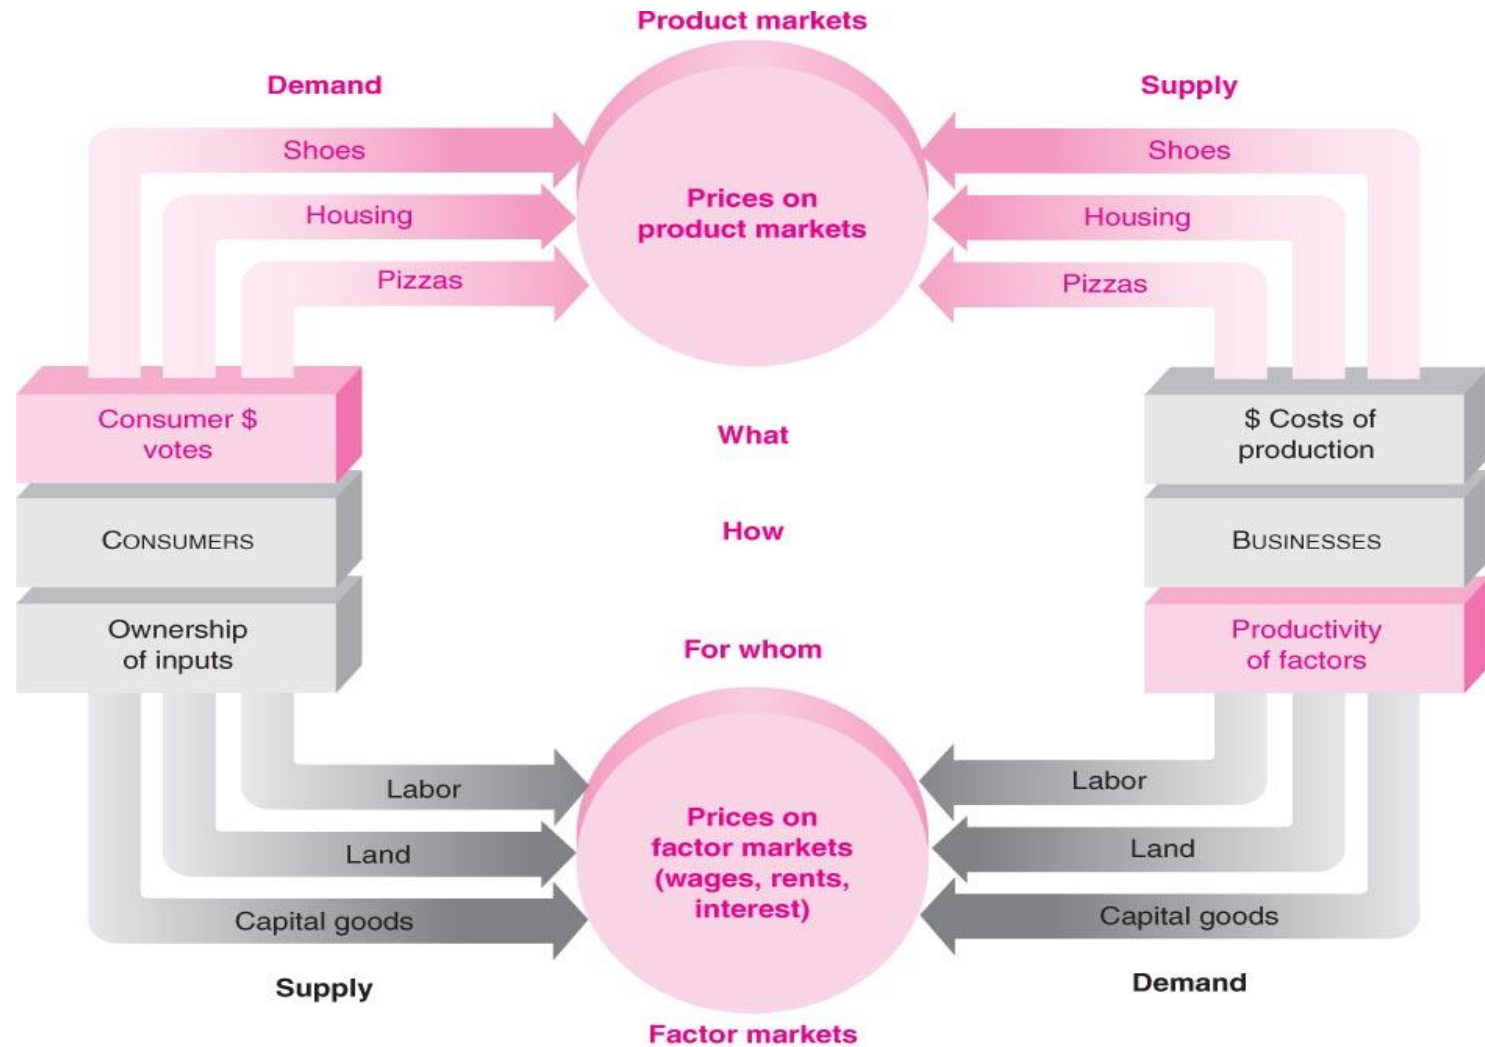 Product markets
Demand
Supply
Shoes
Shoes
Housing
Housing
Pizzas
Pizzas
Prices on
product markets
Consumer $
votes
CONSUMERS
Ownership
of inputs
What
How
For whom
$ Costs of
production
BUSINESSES
Productivity
of factors
Labor
Labor
Land
Land
Capital goods
Capital goods
Prices on
factor markets
(wages, rents,
interest)
Supply
Demand
Factor markets